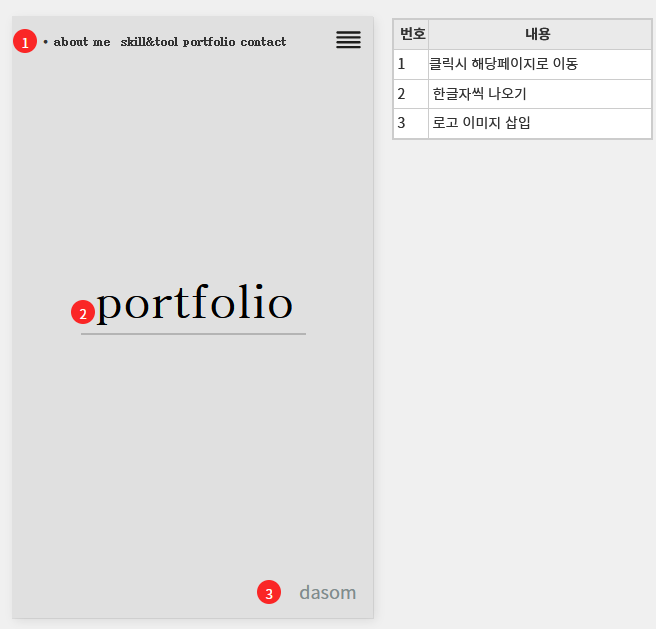 1 • about me skill&tool portfolio contact
2 portfolio
3 dasom
번호 내용
1 클릭시 해당페이지로 이동
2 한글자씩 나오기
3 로고 이미지 삽입